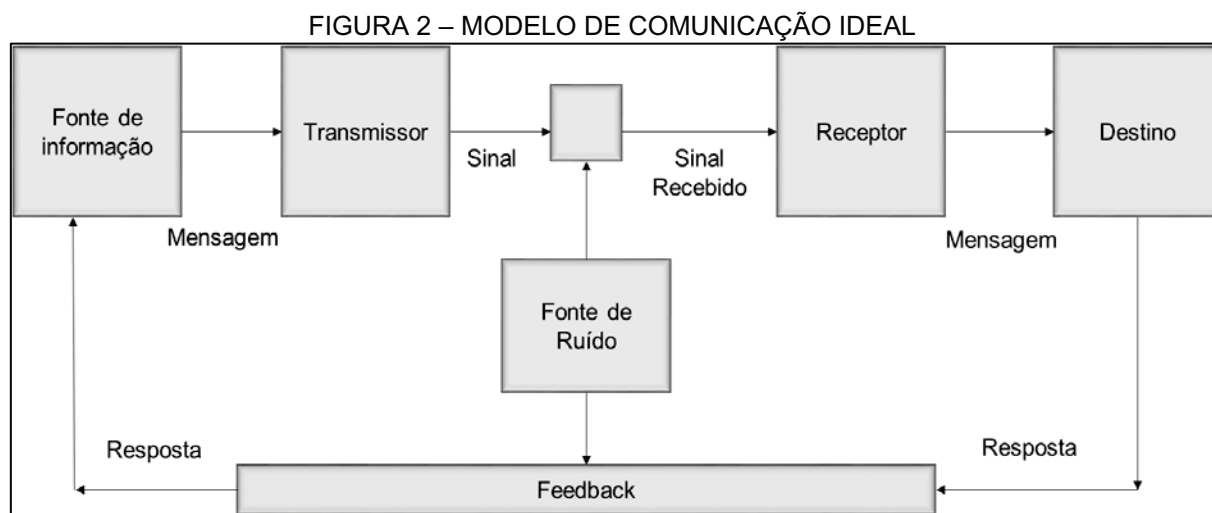 FIGURA 2 – MODELO DE COMUNICAÇÃO IDEAL
Fonte de
informação
Transmissor
Receptor
Destino
Sinal
Sinal
Recebido
Mensagem
Mensagem
Fonte de
Ruído
Resposta
Resposta
Feedback